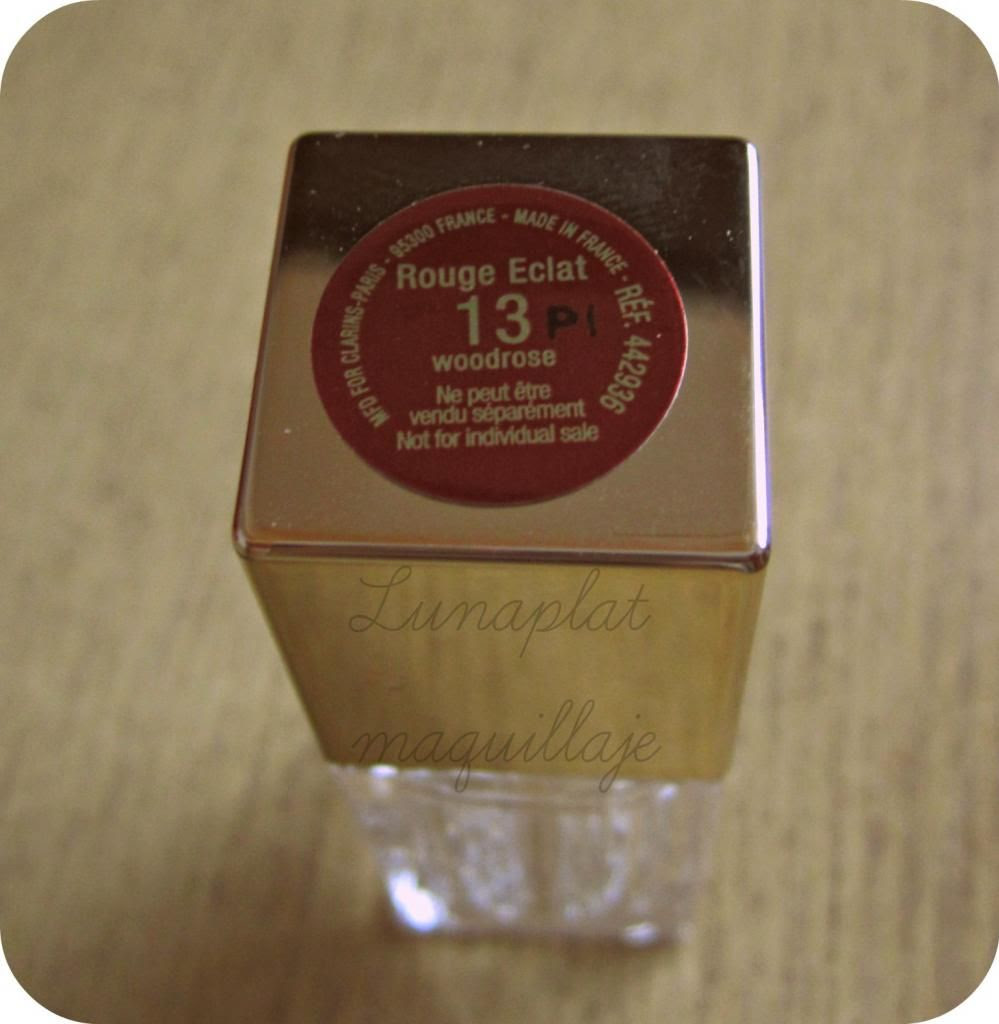 MFD FOR CLARINS-PARIS - 95300 FRANCE - MADE IN FRANCE - RÉF. 442936
Rouge Eclat
13 P1
woodrose
Ne peut être
vendu séparément
Not for individual sale
Lunaplat
maquillaje